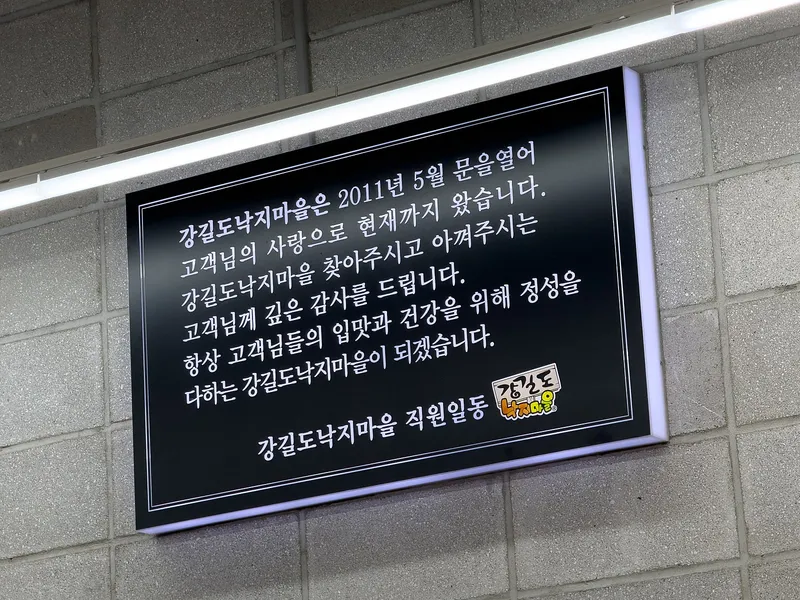 강길도낙지마을은 2011년 5월 문을열어
고객님의 사랑으로 현재까지 왔습니다.
강길도낙지마을 찾아주시고 아껴주시는
고객님께 깊은 감사를 드립니다.
항상 고객님들의 입맛과 건강을 위해 정성을
다하는 강길도낙지마을이 되겠습니다.
강길도낙지마을 직원일동
강길도
낙지마을